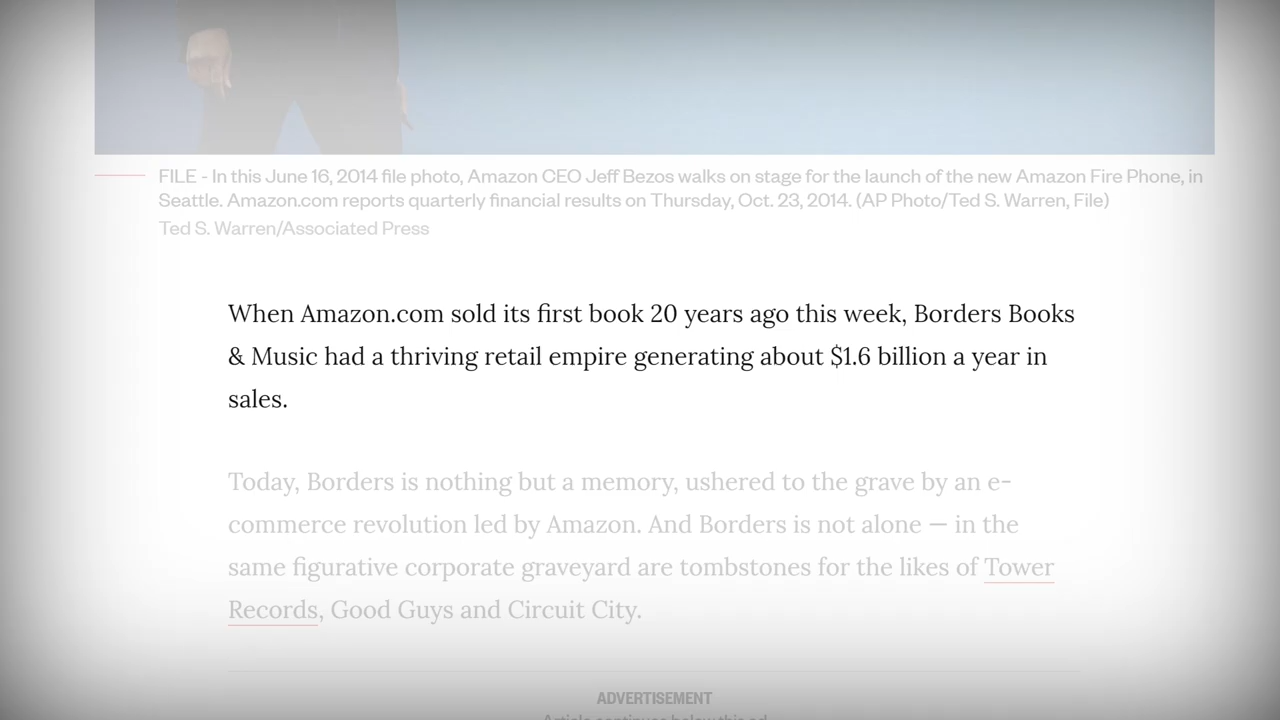 FILE - In this June 16, 2014 file photo, Amazon CEO Jeff Bezos walks on stage for the launch of the new Amazon Fire Phone, in
Seattle. Amazon.com reports quarterly financial results on Thursday, Oct. 23, 2014. (AP Photo/Ted S. Warren, File)
Ted S. Warren/Associated Press
When Amazon.com sold its first book 20 years ago this week, Borders Books
& Music had a thriving retail empire generating about $1.6 billion a year in
sales.
Today, Borders is nothing but a memory, ushered to the grave by an e-
commerce revolution led by Amazon. And Borders is not alone — in the
same figurative corporate graveyard are tombstones for the likes of Tower
Records, Good Guys and Circuit City.
ADVERTISEMENT
Article continues below this ad